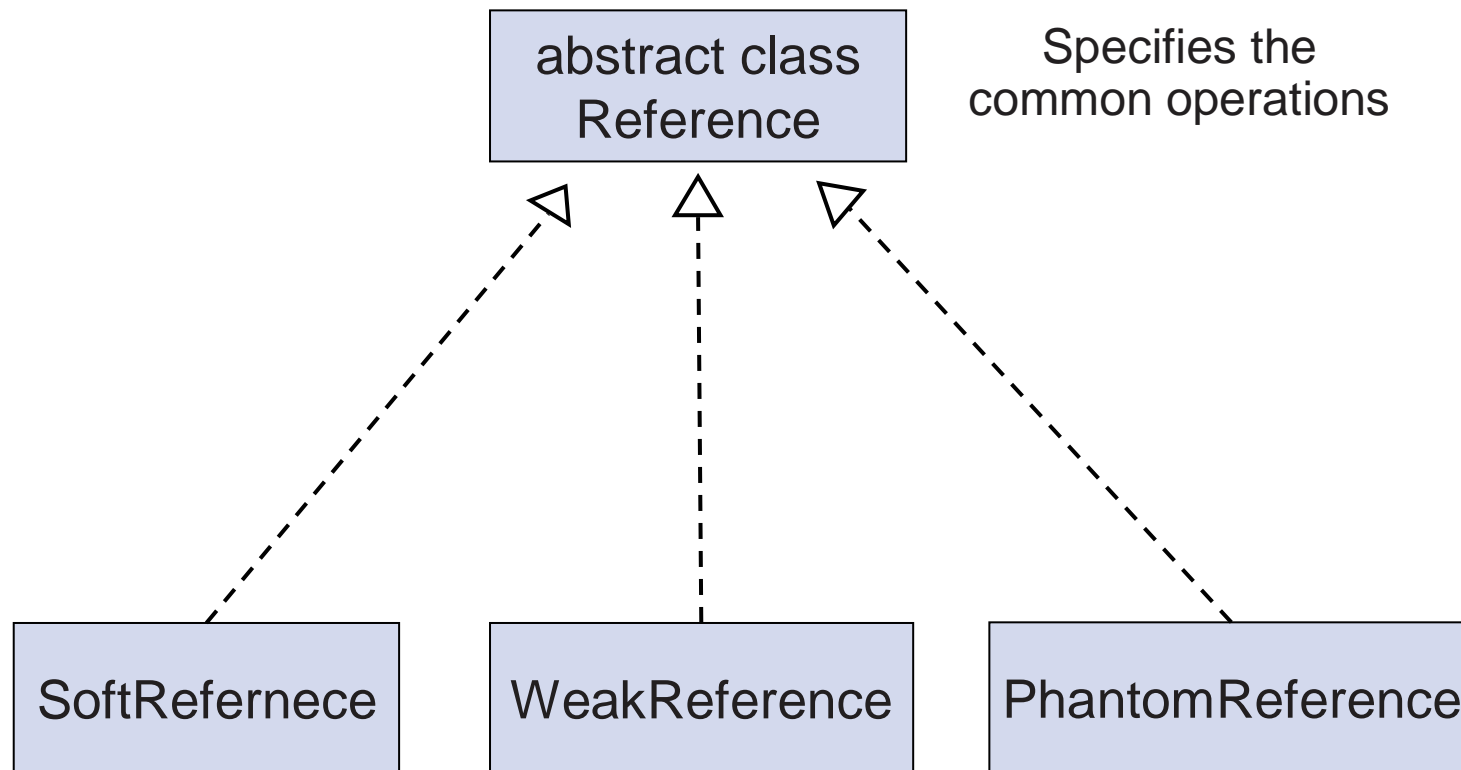 abstract class
Reference
Specifies the
common operations
SoftRefernece
WeakReference
PhantomReference